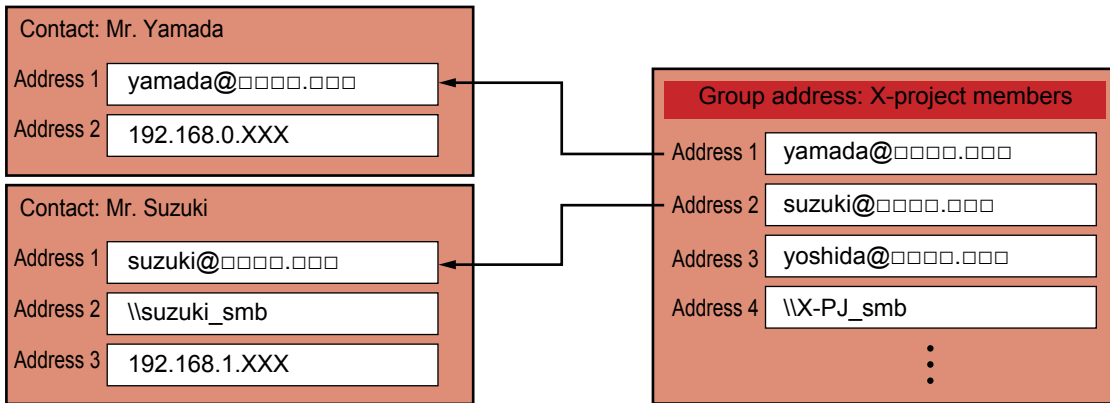 Contact: Mr. Yamada
Address 1 yamada@□□□□.□□□
Address 2 192.168.0.XXX
Contact: Mr. Suzuki
Address 1 suzuki@□□□□.□□□
Address 2 \\suzuki_smb
Address 3 192.168.1.XXX
Group address: X-project members
Address 1 yamada@□□□□.□□□
Address 2 suzuki@□□□□.□□□
Address 3 yoshida@□□□□.□□□
Address 4 \\X-PJ_smb